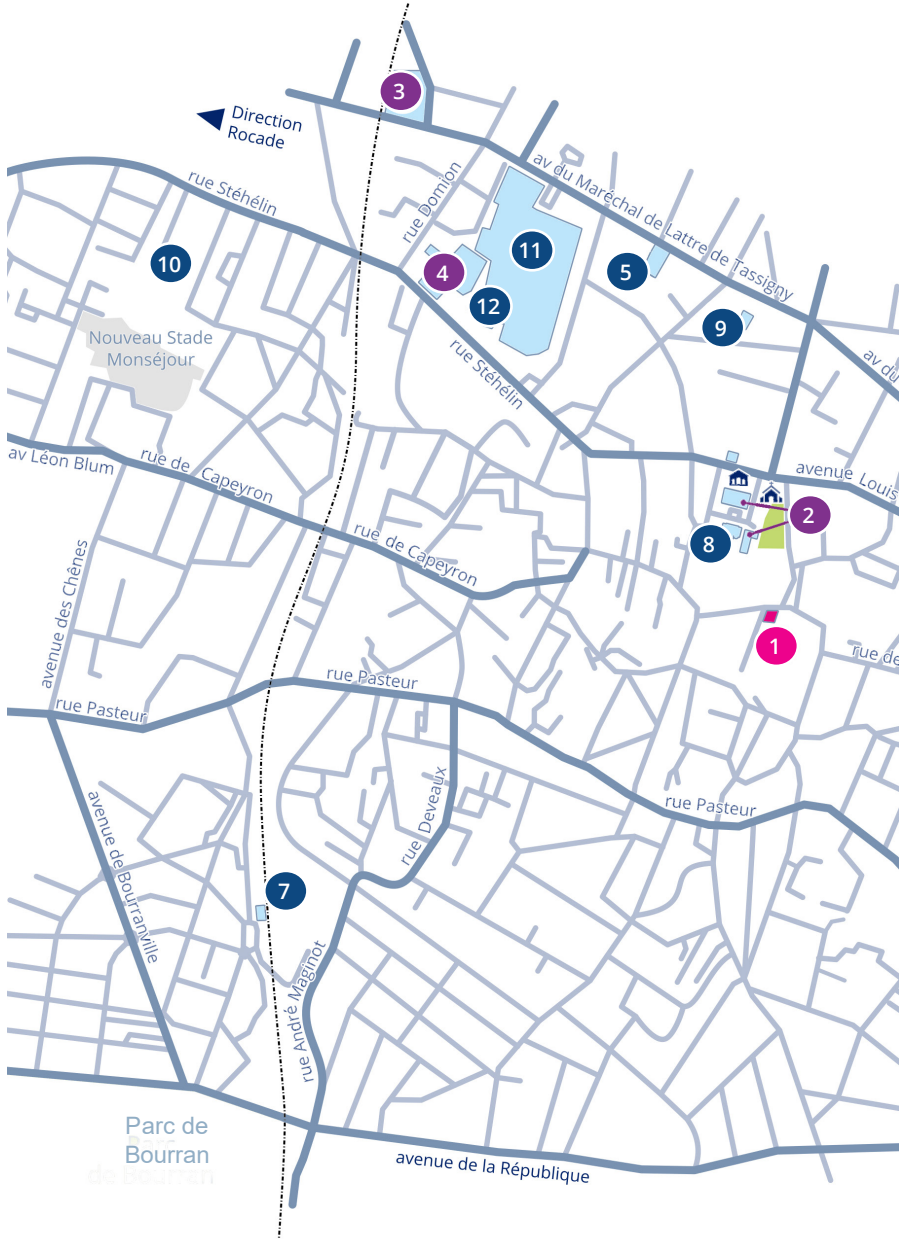 3
Direction
Rocade
rue Stéhélin
rue Domion
av du Maréchal de Lattre de Tassigny
10
4
11
5
12
9
Nouveau Stade
Monséjour
rue Stéhélin
av du
av Léon Blum
rue de Capeyron
avenue Louis
2
8
rue de Capeyron
avenue des Chênes
1
rue de
rue Pasteur
rue Pasteur
rue Pasteur
rue Deveaux
avenue de Bourranville
7
rue André Maginot
Parc de
Bourran
Parc
de Bourran
avenue de la République